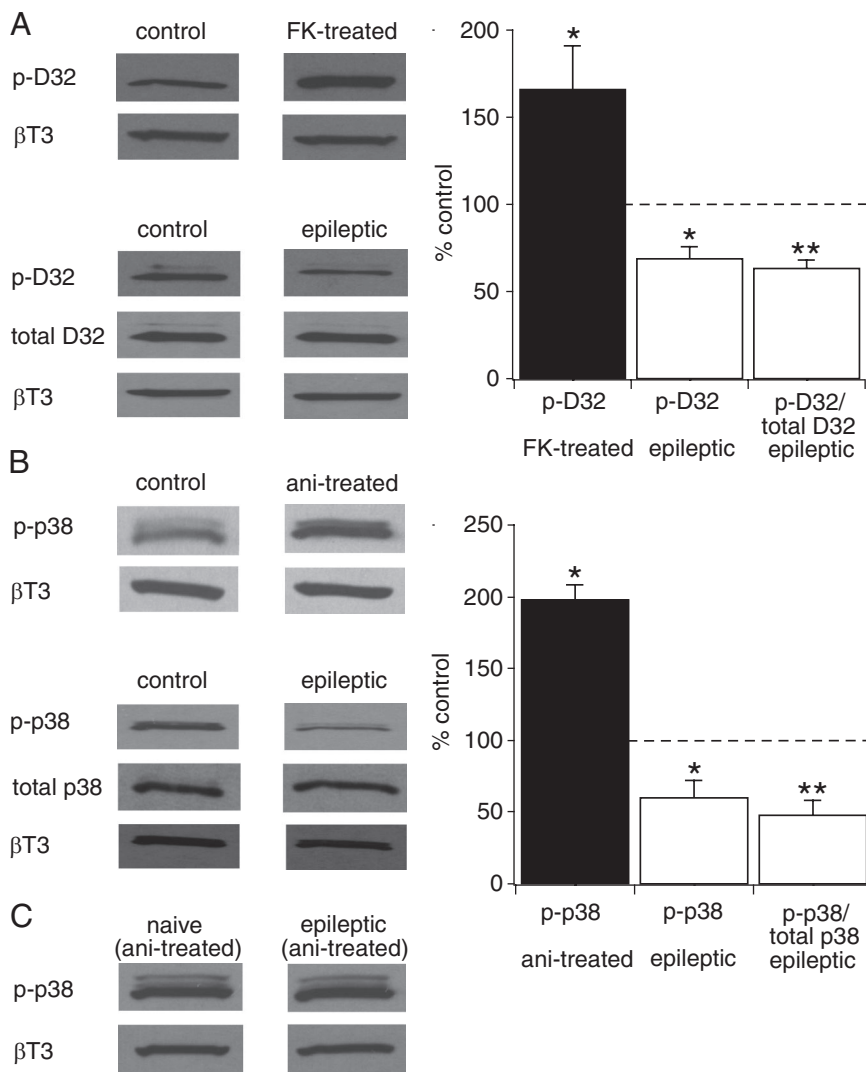 A
control FK-treated
p-D32
βT3
control epileptic
p-D32
total D32
βT3
% control
200
150
100
50
0
*
*
**
p-D32 p-D32 p-D32/
total D32
FK-treated epileptic epileptic
B
control ani-treated
p-p38
βT3
control epileptic
p-p38
total p38
βT3
% control
250
200
150
100
50
0
*
*
**
p-p38 p-p38 p-p38/
total p38
ani-treated epileptic epileptic
C
naive epileptic
(ani-treated) (ani-treated)
p-p38
βT3